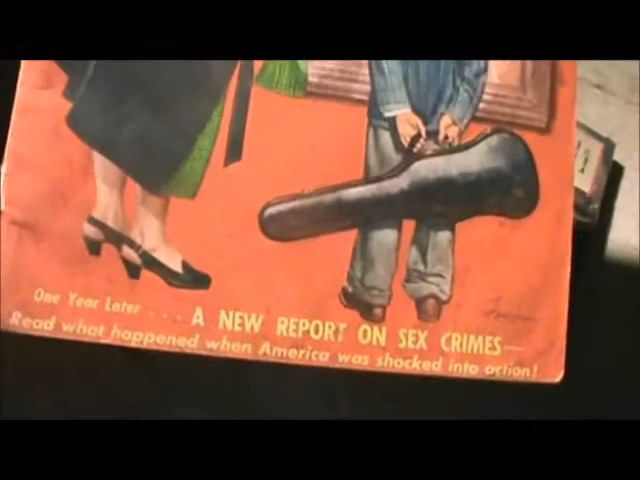 One Year Later . . . A NEW REPORT ON SEX CRIMES—
Read what happened when America was shocked into action!